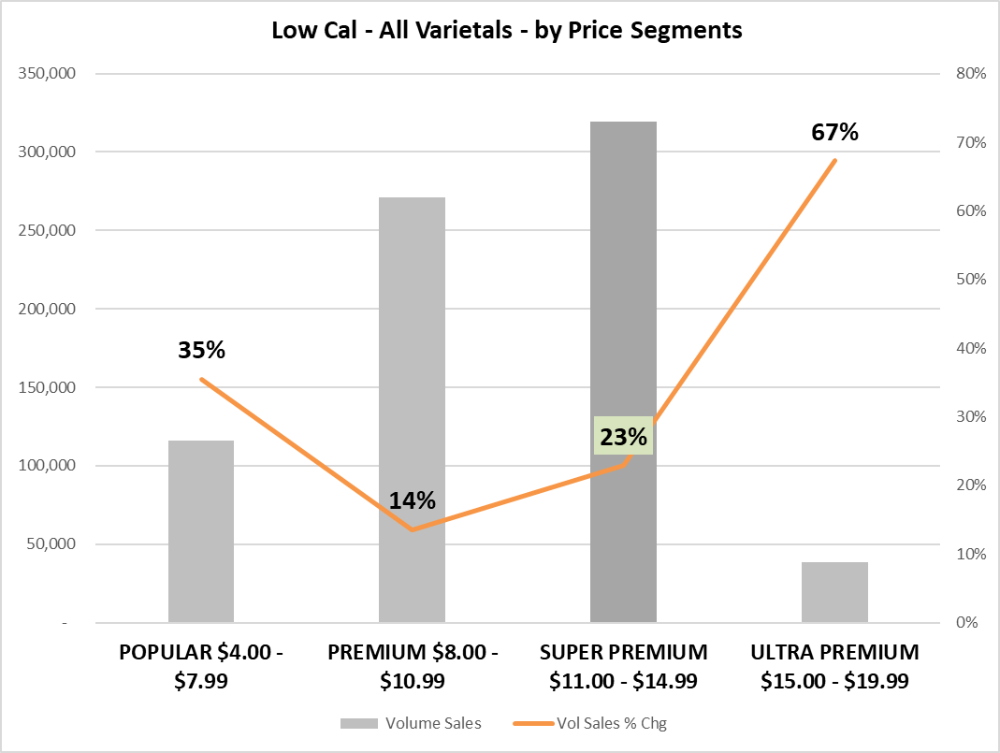 Low Cal - All Varietals - by Price Segments
350,000
300,000
250,000
200,000
150,000
100,000
50,000
-
80%
70%
60%
50%
40%
30%
20%
10%
0%
35%
14%
23%
67%
POPULAR $4.00 -
$7.99
PREMIUM $8.00 -
$10.99
SUPER PREMIUM
$11.00 - $14.99
ULTRA PREMIUM
$15.00 - $19.99
Volume Sales
Vol Sales % Chg